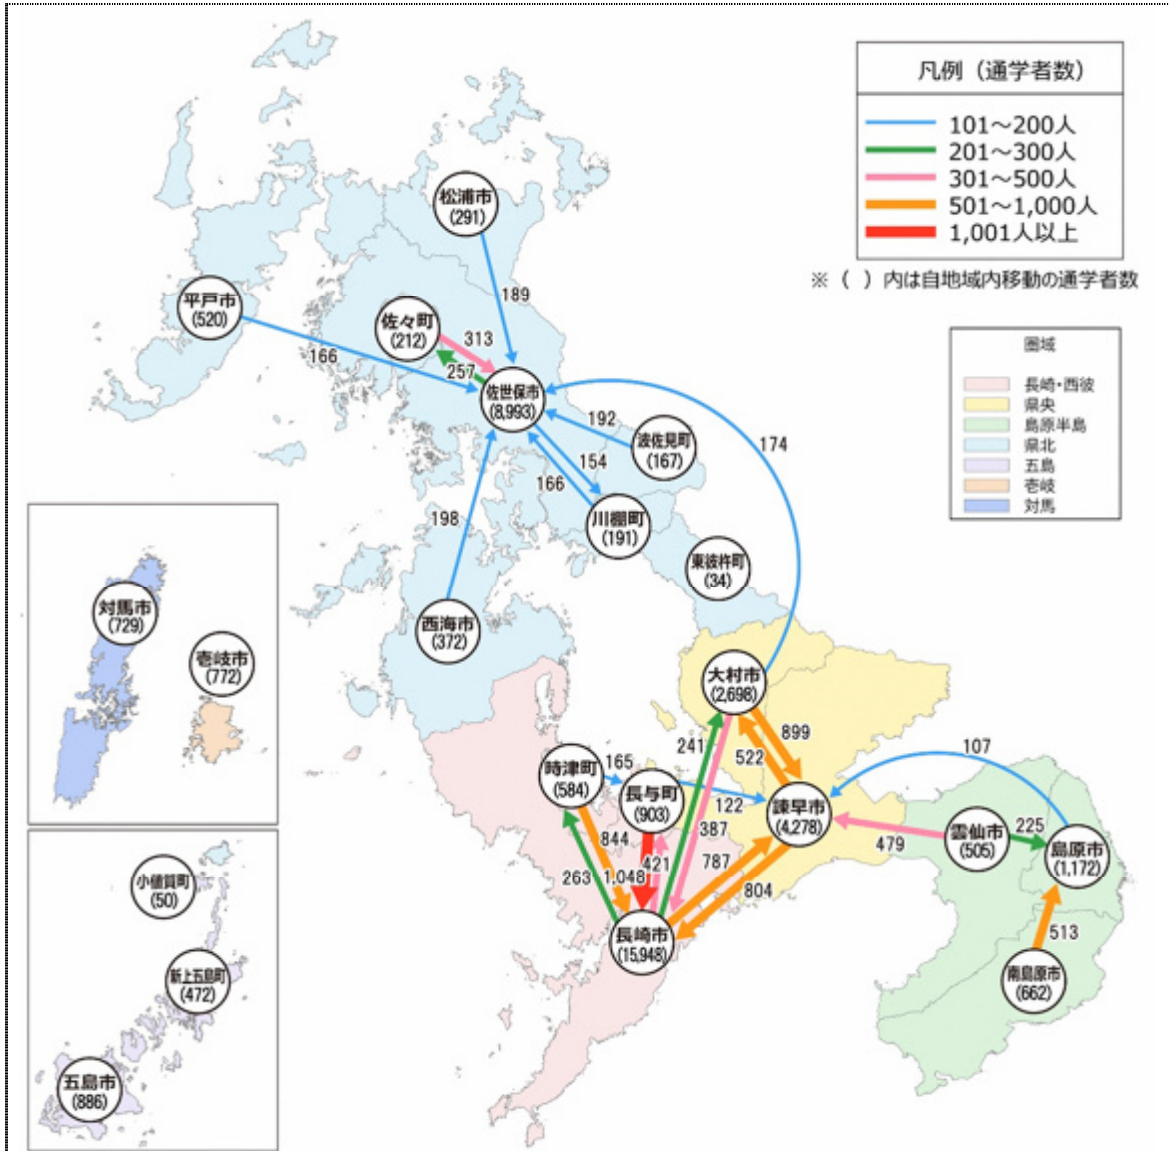 凡例（通学者数）
101～200人
201～300人
301～500人
501～1,000人
1,001人以上
※（ ）内は自地域内移動の通学者数
圏域
長崎・西彼
県央
島原半島
県北
五島
壱岐
対馬
松浦市
(291)
189
平戸市
(520)
166
佐々町
(212)
313
257
佐世保市
(8,993)
192
波佐見町
(167)
174
154
166
川棚町
(191)
198
東彼杵町
(34)
西海市
(372)
対馬市
(729)
壱岐市
(772)
大村市
(2,698)
241
899
522
107
時津町
(584)
165
長与町
(903)
122
諫早市
(4,278)
387
844
421
787
479
雲仙市
(505)
225
島原市
(1,172)
263
1,048
804
長崎市
(15,948)
513
南島原市
(662)
小値賀町
(50)
新上五島町
(472)
五島市
(886)